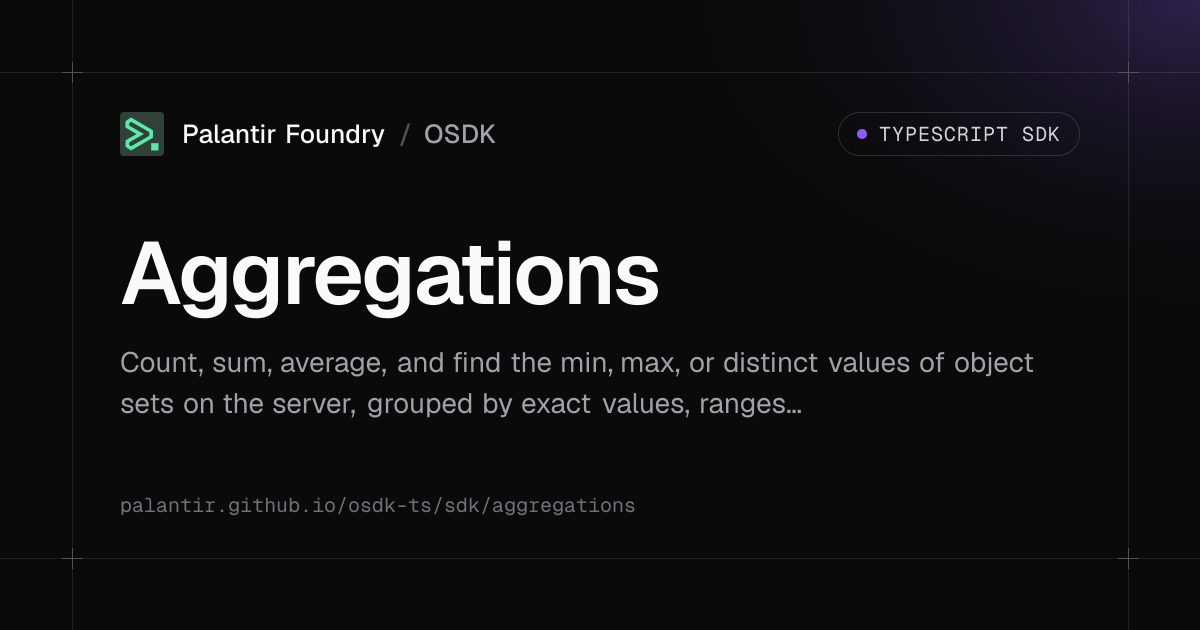 Palantir Foundry / OSDK
TYPESCRIPT SDK
Aggregations
Count, sum, average, and find the min, max, or distinct values of object
sets on the server, grouped by exact values, ranges…
palantir.github.io/osdk-ts/sdk/aggregations